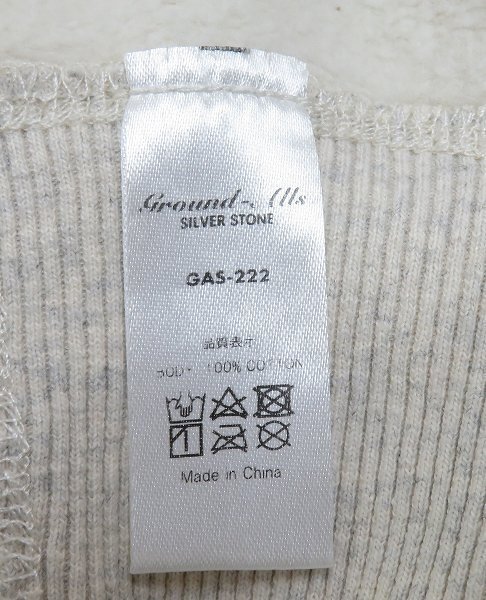 Ground-Alls
SILVER STONE
GAS-222
品質表示
BODY 100% COTTON
Made in China